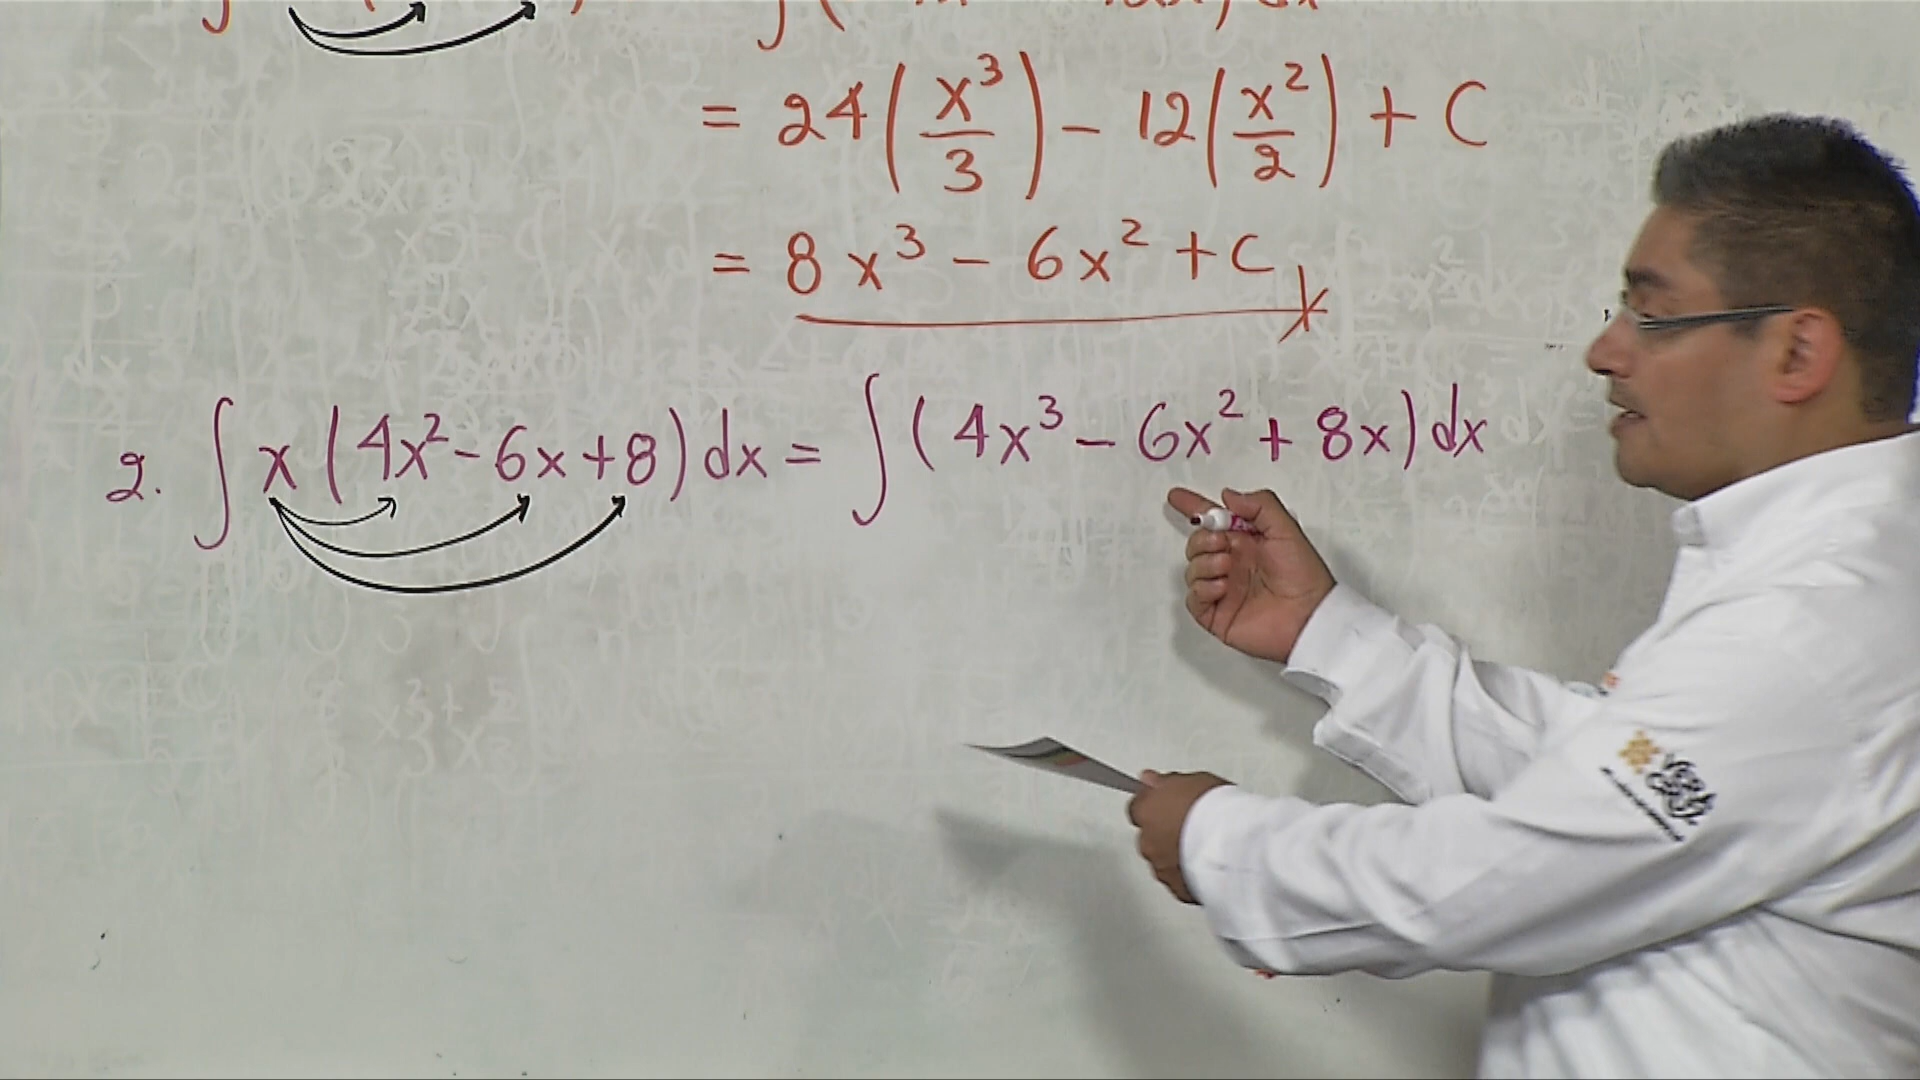 = 24(x³/3) - 12(x²/2) + C
= 8x³ - 6x² + C
2. ∫ x(4x² - 6x + 8) dx = ∫ (4x³ - 6x² + 8x) dx